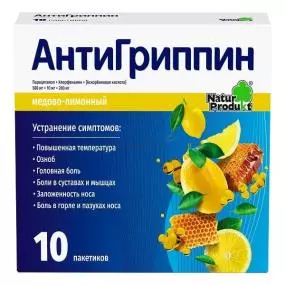 АнтиГриппин
Парацетамол + Хлорфенамин + [Аскорбиновая кислота]
500 мг + 10 мг + 200 мг
медово-лимонный
Natur
Produkt
Устранение симптомов:
• Повышенная температура
• Озноб
• Головная боль
• Боли в суставах и мышцах
• Заложенность носа
• Боль в горле и пазухах носа
10 пакетиков